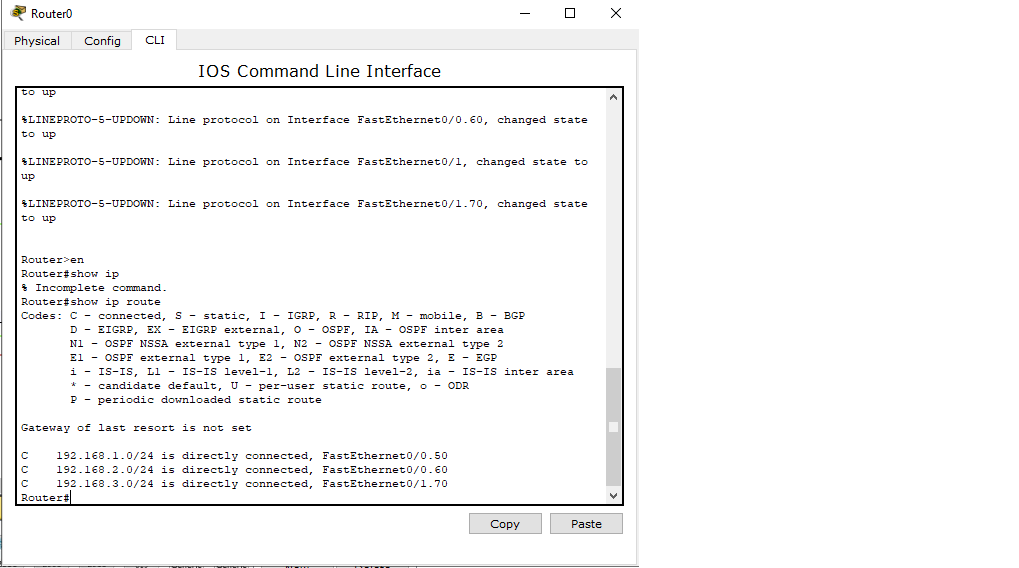 Router0
Physical Config CLI
IOS Command Line Interface
to up
%LINEPROTO-5-UPDOWN: Line protocol on Interface FastEthernet0/0.60, changed state
to up
%LINEPROTO-5-UPDOWN: Line protocol on Interface FastEthernet0/1, changed state to
up
%LINEPROTO-5-UPDOWN: Line protocol on Interface FastEthernet0/1.70, changed state
to up
Router>en
Router#show ip
% Incomplete command.
Router#show ip route
Codes: C - connected, S - static, I - IGRP, R - RIP, M - mobile, B - BGP
D - EIGRP, EX - EIGRP external, O - OSPF, IA - OSPF inter area
N1 - OSPF NSSA external type 1, N2 - OSPF NSSA external type 2
E1 - OSPF external type 1, E2 - OSPF external type 2, E - EGP
i - IS-IS, L1 - IS-IS level-1, L2 - IS-IS level-2, ia - IS-IS inter area
* - candidate default, U - per-user static route, o - ODR
P - periodic downloaded static route
Gateway of last resort is not set
C 192.168.1.0/24 is directly connected, FastEthernet0/0.50
C 192.168.2.0/24 is directly connected, FastEthernet0/0.60
C 192.168.3.0/24 is directly connected, FastEthernet0/1.70
Router#
Copy Paste